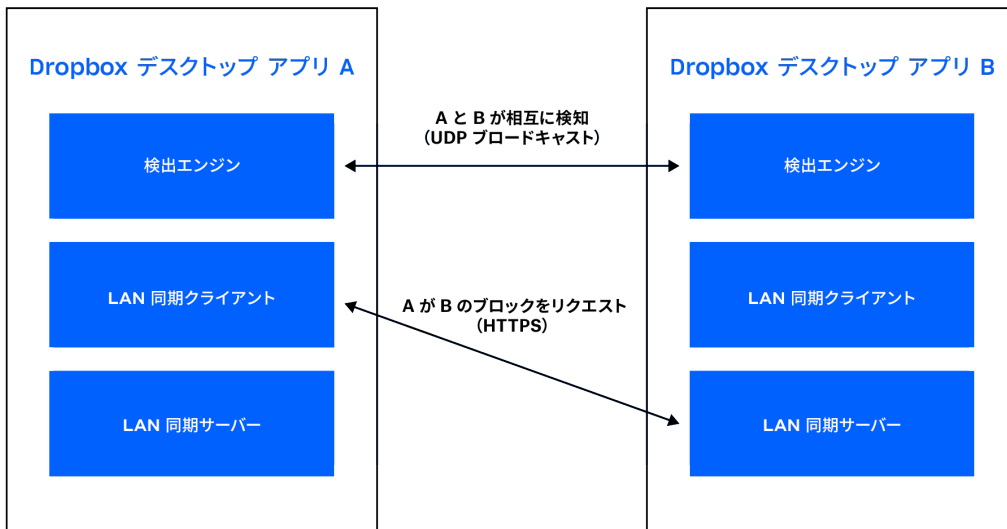 Dropbox デスクトップ アプリ A
検出エンジン
LAN 同期クライアント
LAN 同期サーバー
A と B が相互に検知
（UDP ブロードキャスト）
A が B のブロックをリクエスト
（HTTPS）
Dropbox デスクトップ アプリ B
検出エンジン
LAN 同期クライアント
LAN 同期サーバー